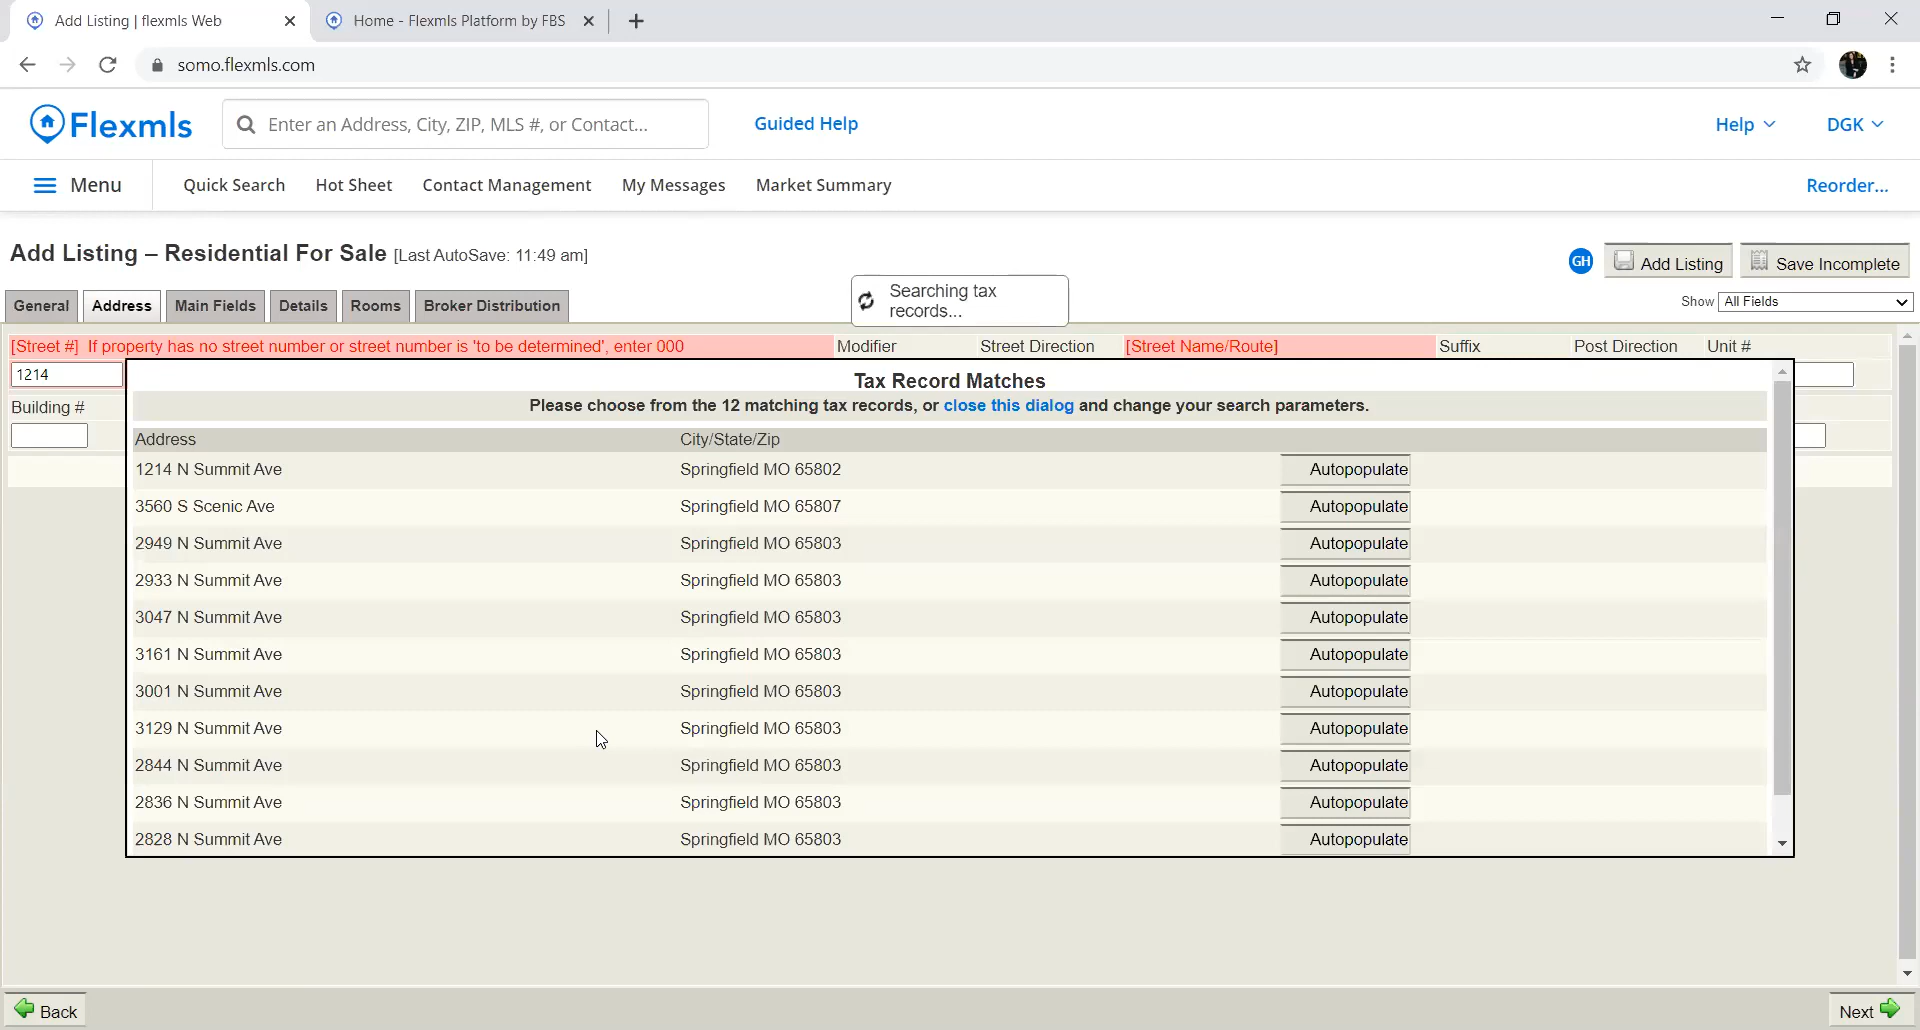 Add Listing | flexmls Web
Home - Flexmls Platform by FBS
somo.flexmls.com
Flexmls
Enter an Address, City, ZIP, MLS #, or Contact...
Guided Help
Help
DGK
Menu
Quick Search
Hot Sheet
Contact Management
My Messages
Market Summary
Reorder...
Add Listing – Residential For Sale [Last AutoSave: 11:49 am]
GH
Add Listing
Save Incomplete
General
Address
Main Fields
Details
Rooms
Broker Distribution
Searching tax
records...
Show All Fields
[Street #] If property has no street number or street number is 'to be determined', enter 000
Modifier
Street Direction
[Street Name/Route]
Suffix
Post Direction
Unit #
1214
Building #
Tax Record Matches
Please choose from the 12 matching tax records, or close this dialog and change your search parameters.
Address City/State/Zip
1214 N Summit Ave Springfield MO 65802 Autopopulate
3560 S Scenic Ave Springfield MO 65807 Autopopulate
2949 N Summit Ave Springfield MO 65803 Autopopulate
2933 N Summit Ave Springfield MO 65803 Autopopulate
3047 N Summit Ave Springfield MO 65803 Autopopulate
3161 N Summit Ave Springfield MO 65803 Autopopulate
3001 N Summit Ave Springfield MO 65803 Autopopulate
3129 N Summit Ave Springfield MO 65803 Autopopulate
2844 N Summit Ave Springfield MO 65803 Autopopulate
2836 N Summit Ave Springfield MO 65803 Autopopulate
2828 N Summit Ave Springfield MO 65803 Autopopulate
Back
Next